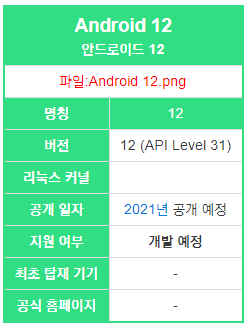 Android 12
안드로이드 12
파일:Android 12.png
명칭 12
버전 12 (API Level 31)
리눅스 커널
공개 일자 2021년 공개 예정
지원 여부 개발 예정
최초 탑재 기기 -
공식 홈페이지 -